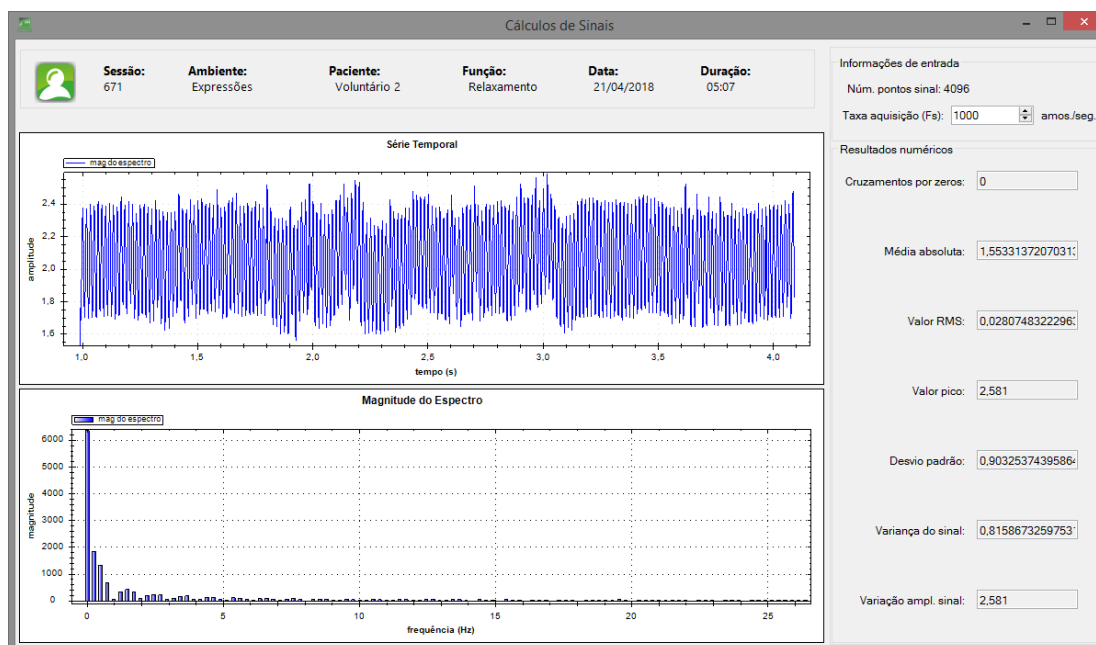 Cálculos de Sinais
Sessão: Ambiente: Paciente: Função: Data: Duração:
671 Expressões Voluntário 2 Relaxamento 21/04/2018 05:07
Série Temporal
mag do espectro
amplitude
2,4
2,2
2,0
1,8
1,6
1,0 1,5 2,0 2,5 3,0 3,5 4,0
tempo (s)
Magnitude do Espectro
mag do espectro
magnitude
6000
5000
4000
3000
2000
1000
0
0 5 10 15 20 25
frequência (Hz)
Informações de entrada
Núm. pontos sinal: 4096
Taxa aquisição (Fs): 1000 amos./seg.
Resultados numéricos
Cruzamentos por zeros: 0
Média absoluta: 1,5533137207031
Valor RMS: 0,0280748322296
Valor pico: 2,581
Desvio padrão: 0,9032537439586
Variança do sinal: 0,8158673259753
Variação ampl. sinal: 2,581